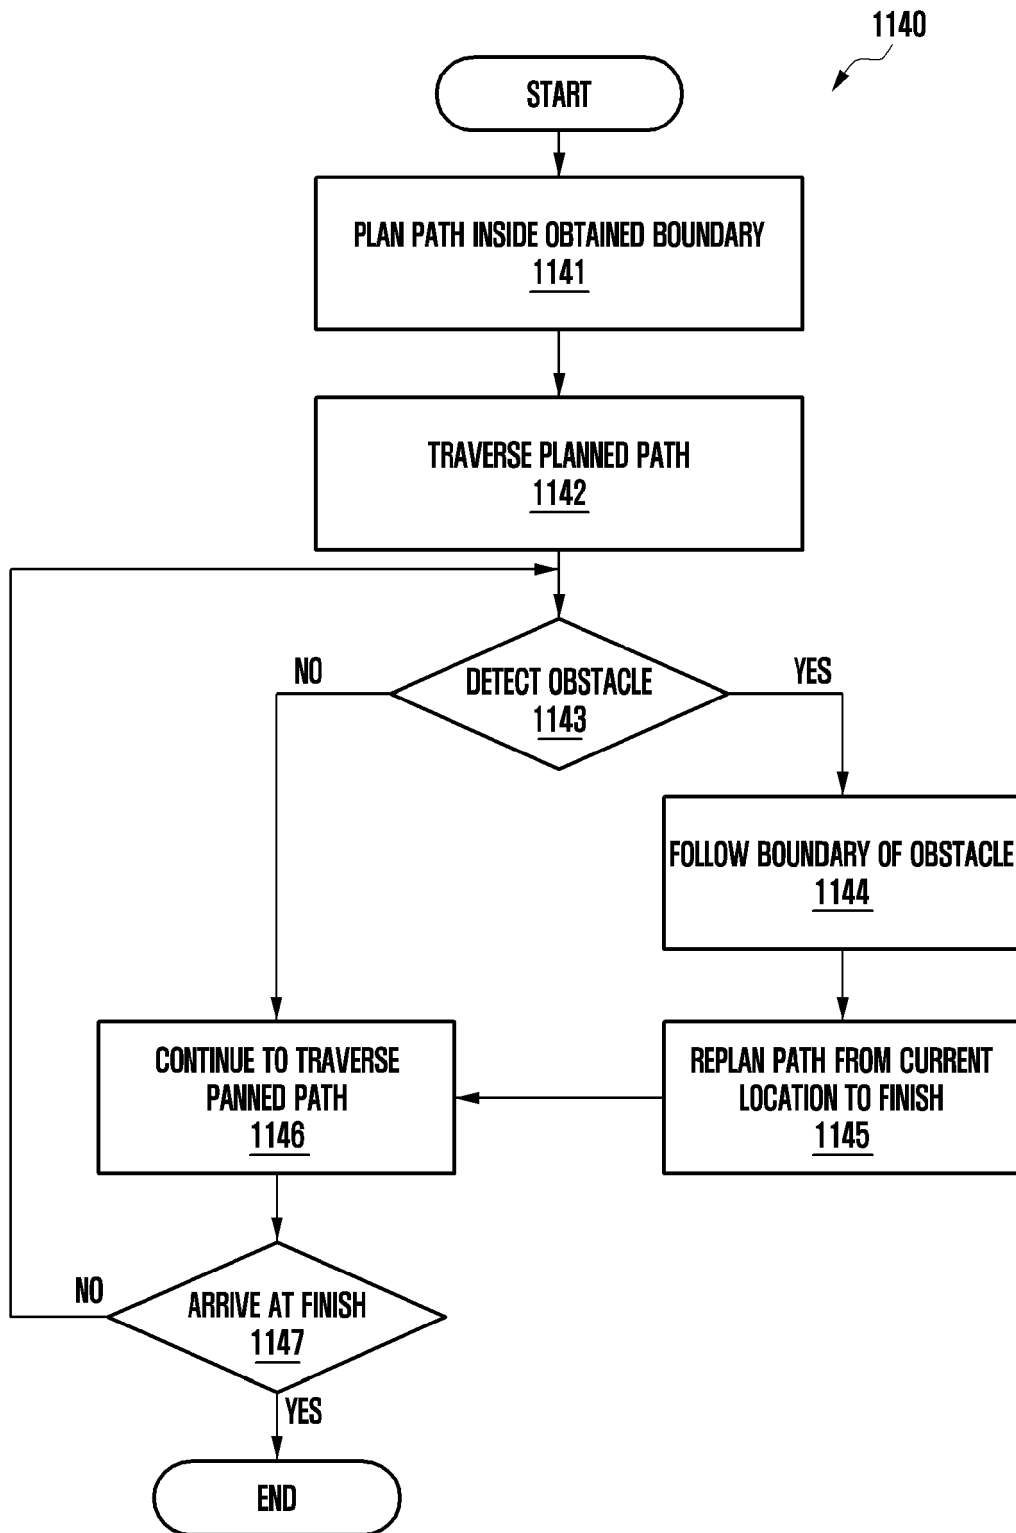 1140
START
PLAN PATH INSIDE OBTAINED BOUNDARY
1141
TRAVERSE PLANNED PATH
1142
NO
YES
DETECT OBSTACLE
1143
FOLLOW BOUNDARY OF OBSTACLE
1144
CONTINUE TO TRAVERSE
PANNED PATH
1146
REPLAN PATH FROM CURRENT
LOCATION TO FINISH
1145
NO
ARRIVE AT FINISH
1147
YES
END